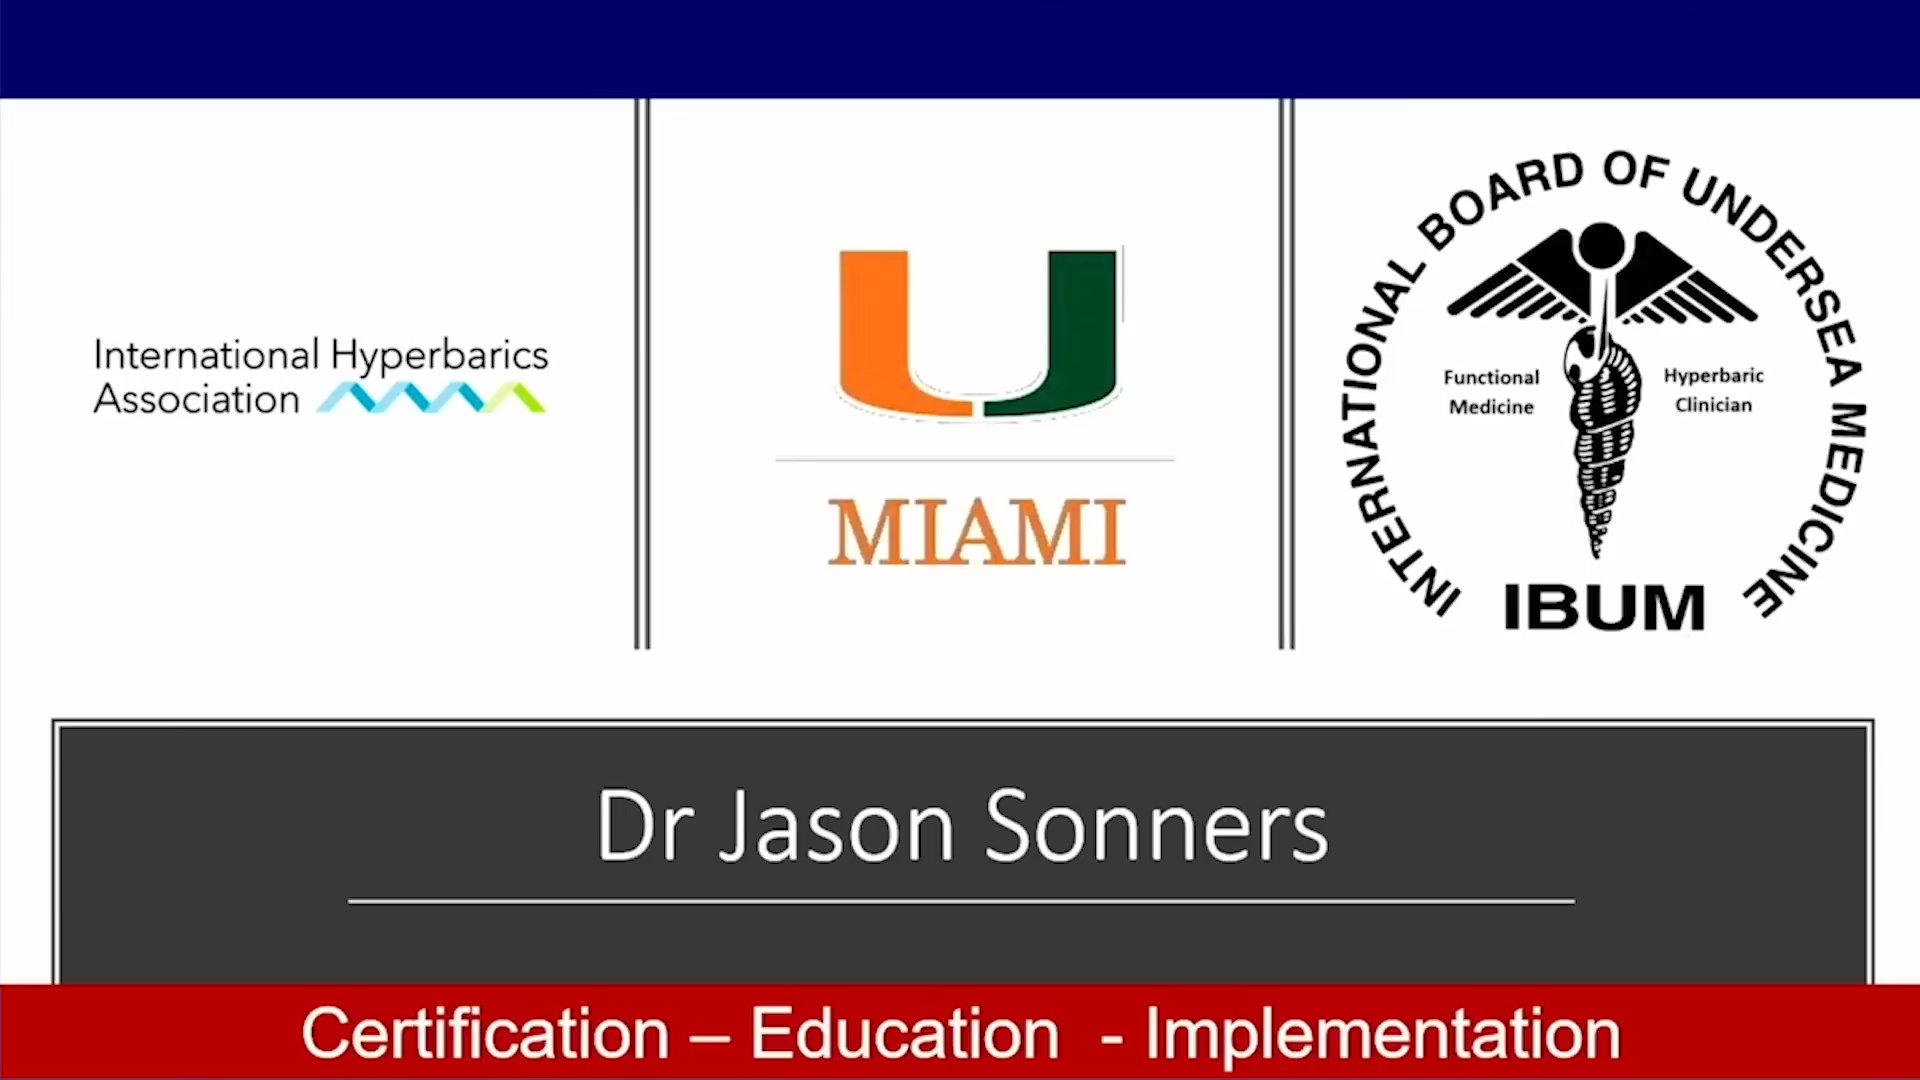 International Hyperbarics
Association
MIAMI
INTERNATIONAL BOARD OF UNDERSEA MEDICINE
Functional
Medicine
Hyperbaric
Clinician
IBUM
Dr Jason Sonners
Certification – Education - Implementation